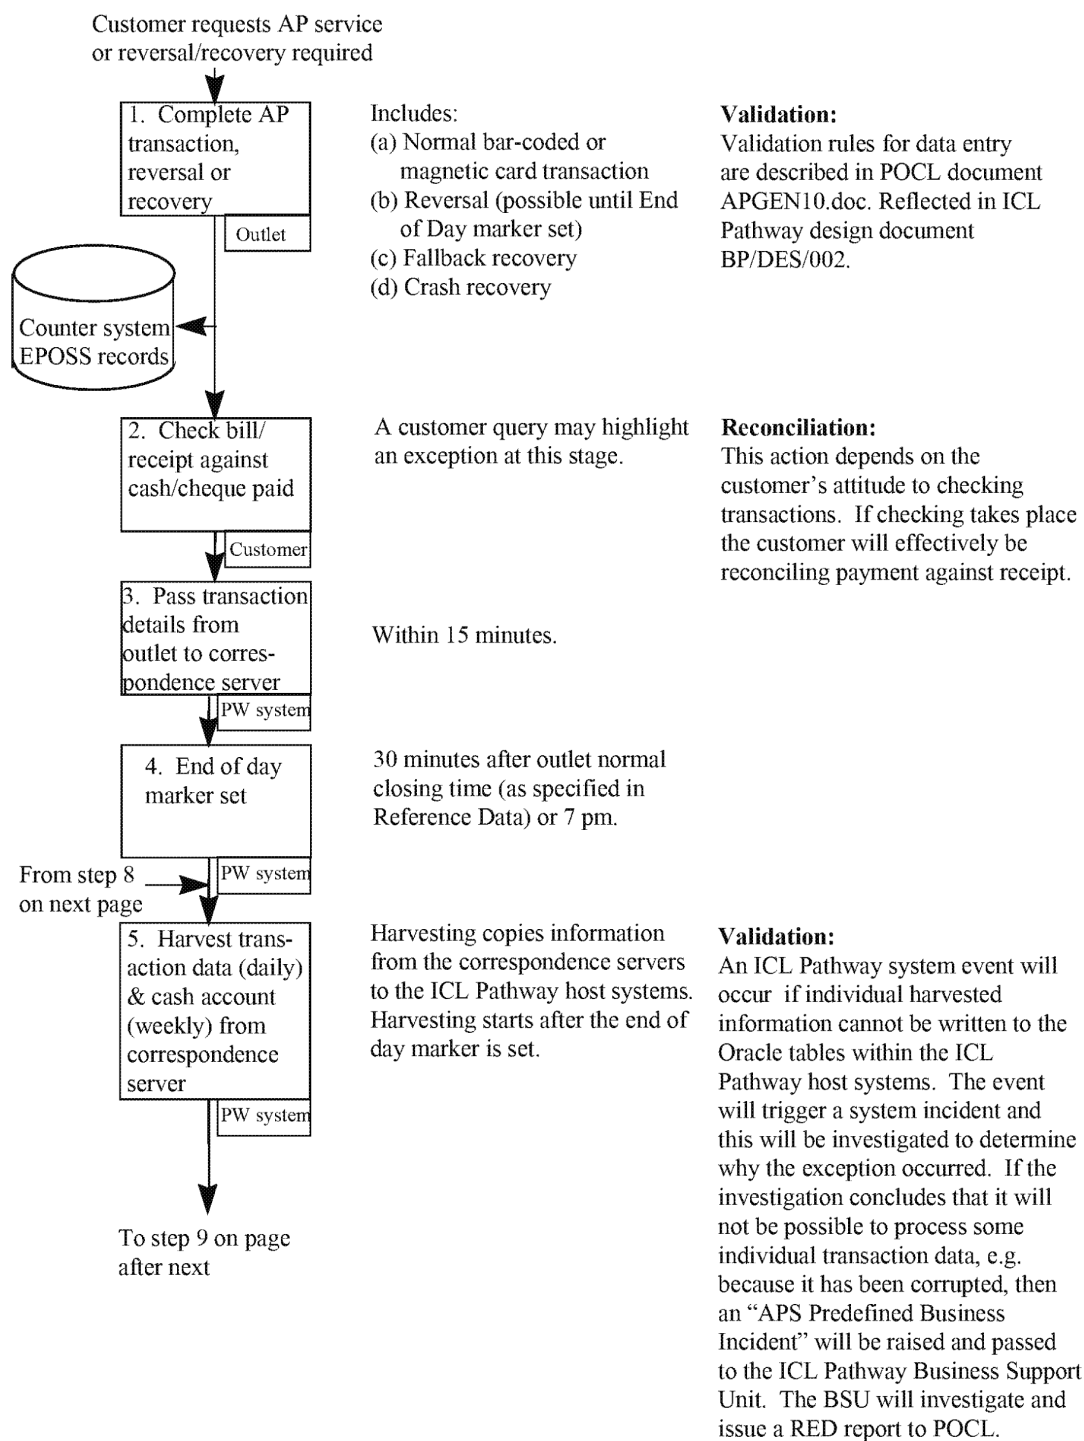 Customer requests AP service
or reversal/recovery required
1. Complete AP
transaction,
reversal or
recovery
Outlet
Includes:
(a) Normal bar-coded or
magnetic card transaction
(b) Reversal (possible until End
of Day marker set)
(c) Fallback recovery
(d) Crash recovery
Validation:
Validation rules for data entry
are described in POCL document
APGEN10.doc. Reflected in ICL
Pathway design document
BP/DES/002.
Counter system
EPOSS records
2. Check bill/
receipt against
cash/cheque paid
Customer
A customer query may highlight
an exception at this stage.
Reconciliation:
This action depends on the
customer’s attitude to checking
transactions. If checking takes place
the customer will effectively be
reconciling payment against receipt.
3. Pass transaction
details from
outlet to corres-
pondence server
PW system
Within 15 minutes.
4. End of day
marker set
PW system
30 minutes after outlet normal
closing time (as specified in
Reference Data) or 7 pm.
From step 8
on next page
5. Harvest trans-
action data (daily)
& cash account
(weekly) from
correspondence
server
PW system
Harvesting copies information
from the correspondence servers
to the ICL Pathway host systems.
Harvesting starts after the end of
day marker is set.
Validation:
An ICL Pathway system event will
occur if individual harvested
information cannot be written to the
Oracle tables within the ICL
Pathway host systems. The event
will trigger a system incident and
this will be investigated to determine
why the exception occurred. If the
investigation concludes that it will
not be possible to process some
individual transaction data, e.g.
because it has been corrupted, then
an “APS Predefined Business
Incident” will be raised and passed
to the ICL Pathway Business Support
Unit. The BSU will investigate and
issue a RED report to POCL.
To step 9 on page
after next